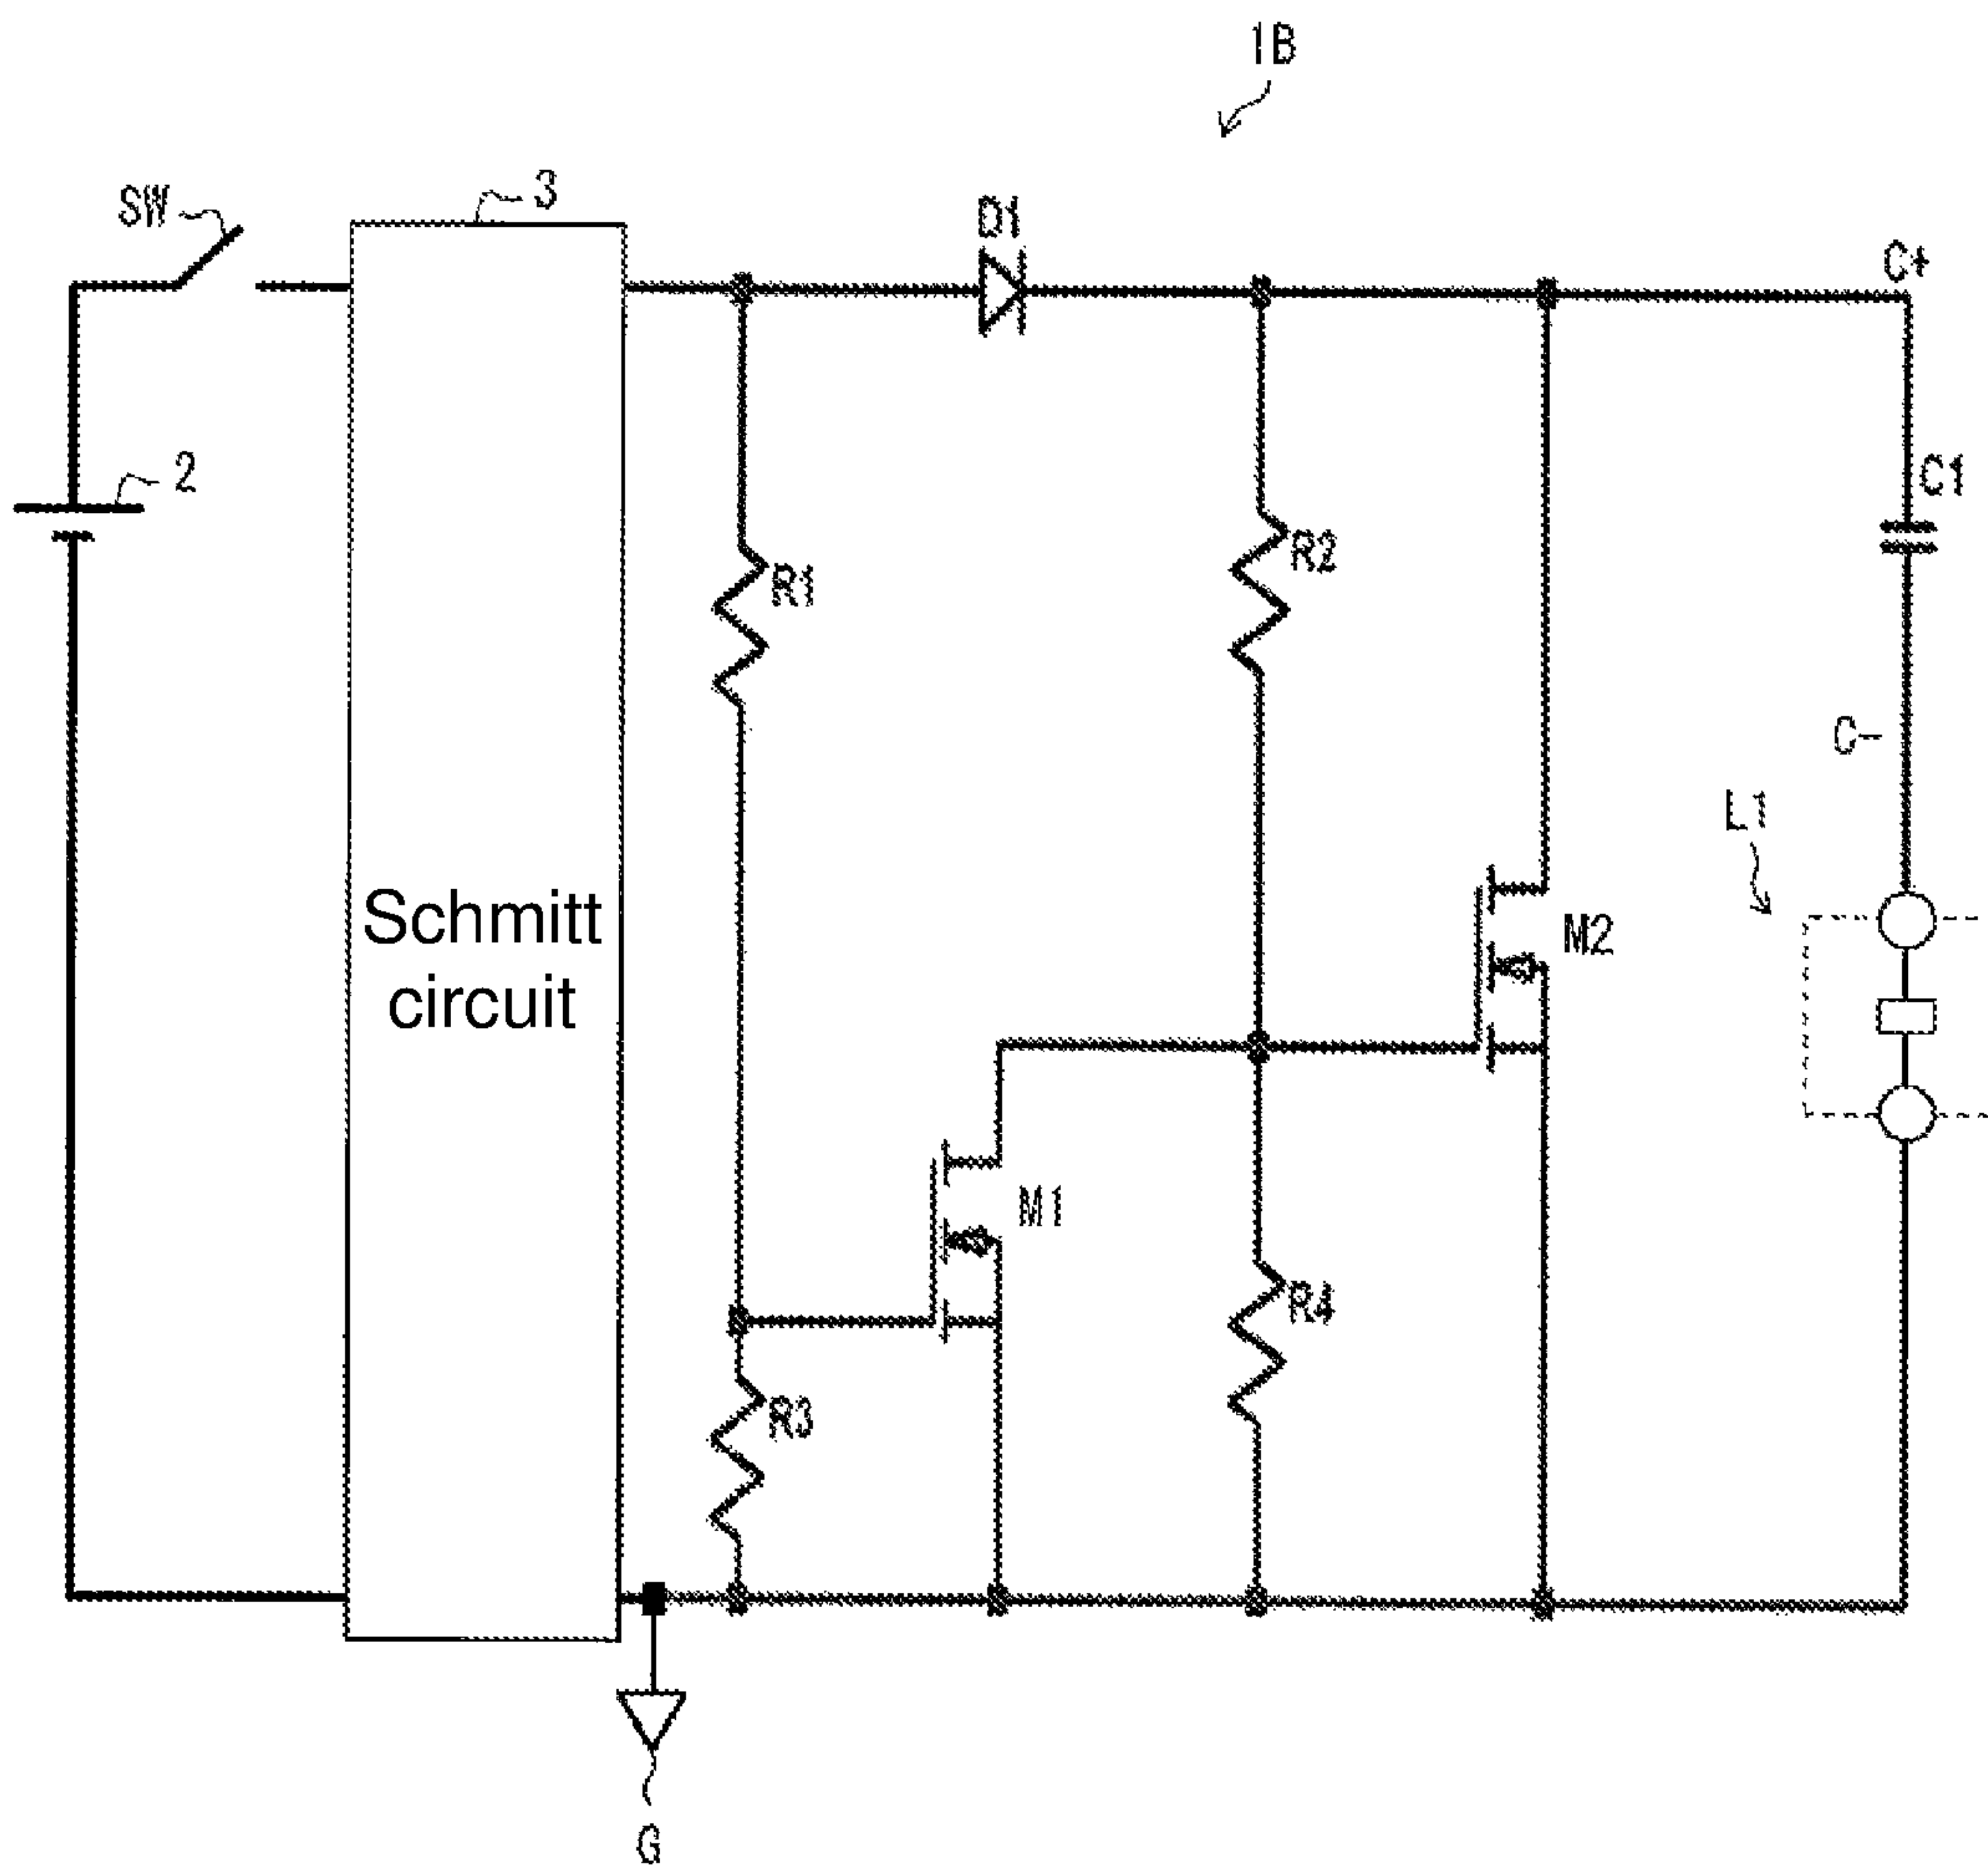 1B
SW
3
D1
C+
2
C1
R1
R2
C-
L1
Schmitt
circuit
M2
M1
R4
R3
G